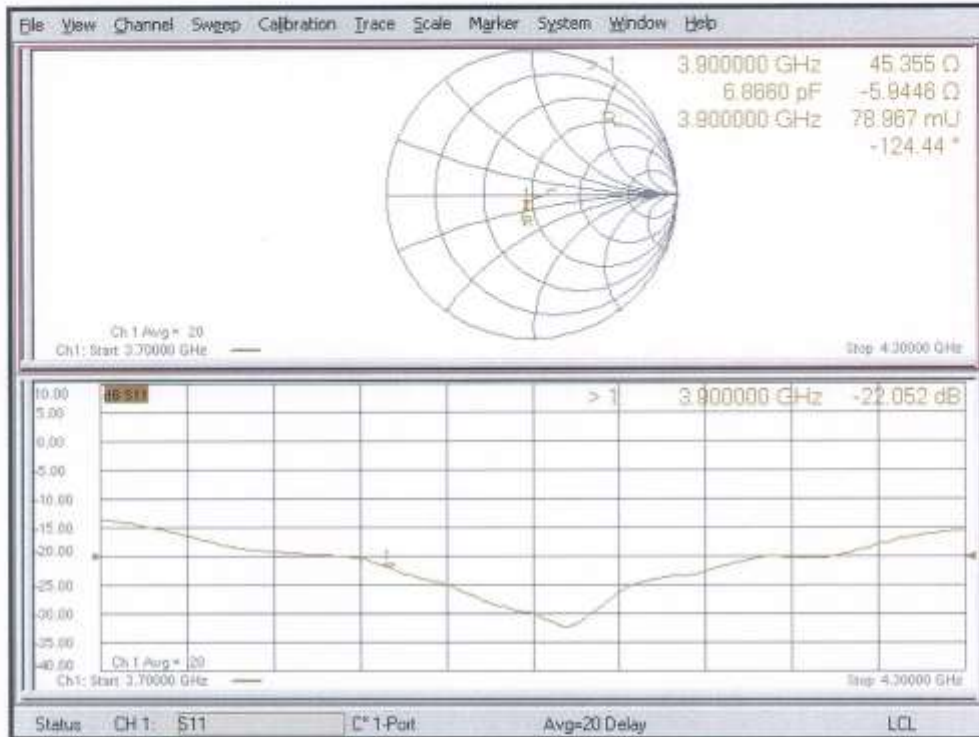 File View Channel Sweep Calibration Trace Scale Marker System Window Help
> 1 3.900000 GHz 45.355 Ω
6.8660 pF -5.9446 Ω
3.900000 GHz 78.967 mU
-124.44 °
Ch 1 Avg = 20
Ch1: Start 3.70000 GHz
Stop 4.30000 GHz
10.00
5.00
0.00
-5.00
-10.00
-15.00
-20.00
-25.00
-30.00
-35.00
-40.00
dB S11
> 1 3.900000 GHz -22.052 dB
Ch 1 Avg = 20
Ch1: Start 3.70000 GHz
Stop 4.30000 GHz
Status CH 1: S11 C* 1-Port Avg=20 Delay LCL